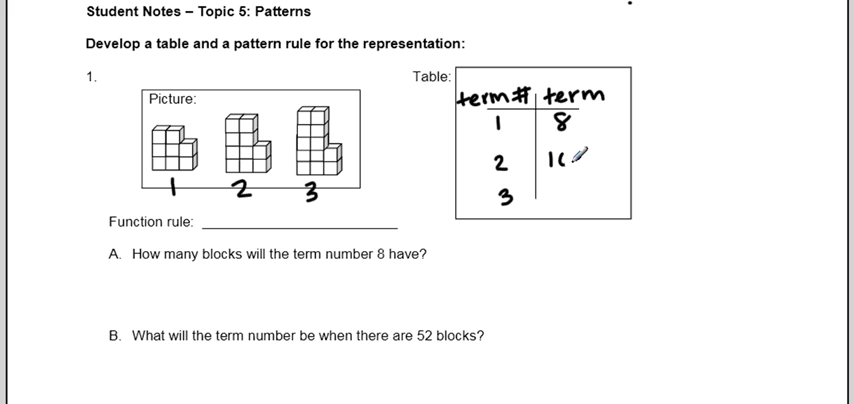 Student Notes – Topic 5: Patterns
Develop a table and a pattern rule for the representation:
1.
Picture:
1 2 3
Table:
term# term
1 8
2
3
Function rule: ____________________
A. How many blocks will the term number 8 have?
B. What will the term number be when there are 52 blocks?